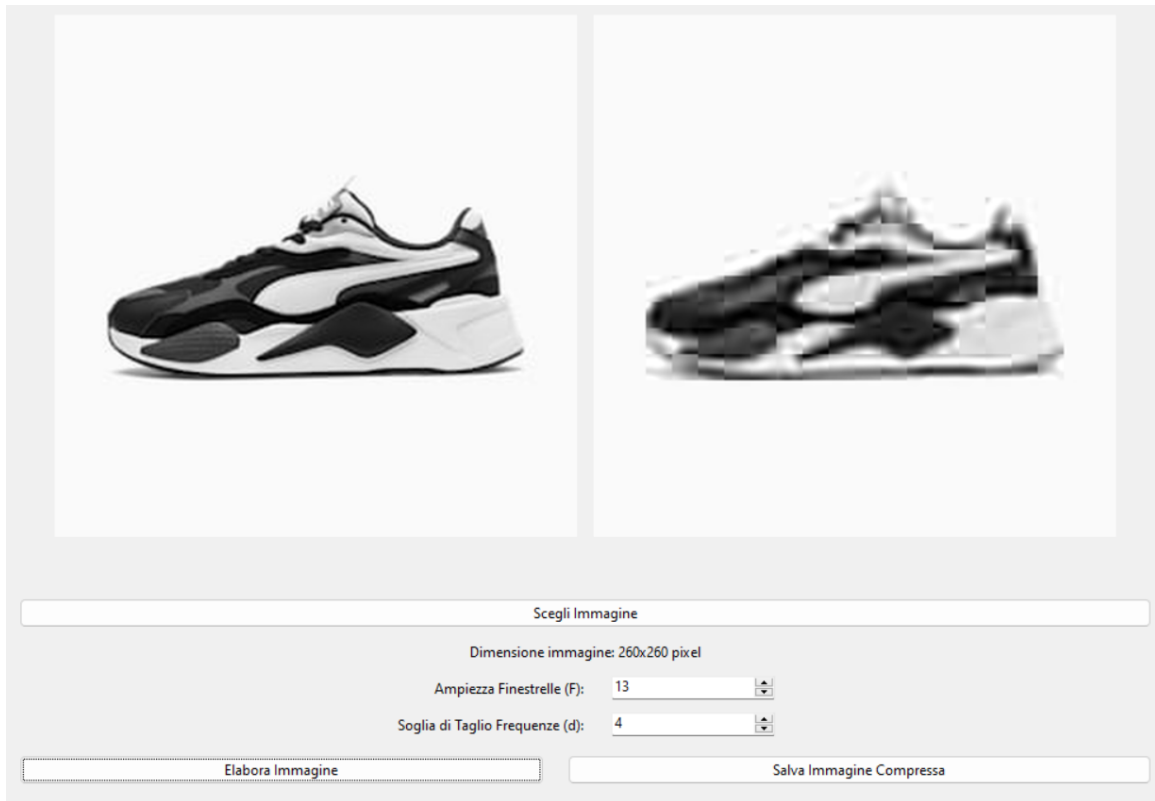 Scegli Immagine
Dimensione immagine: 260x260 pixel
Ampiezza Finestrelle (F): 13
Soglia di Taglio Frequenze (d): 4
Elabora Immagine Salva Immagine Compressa